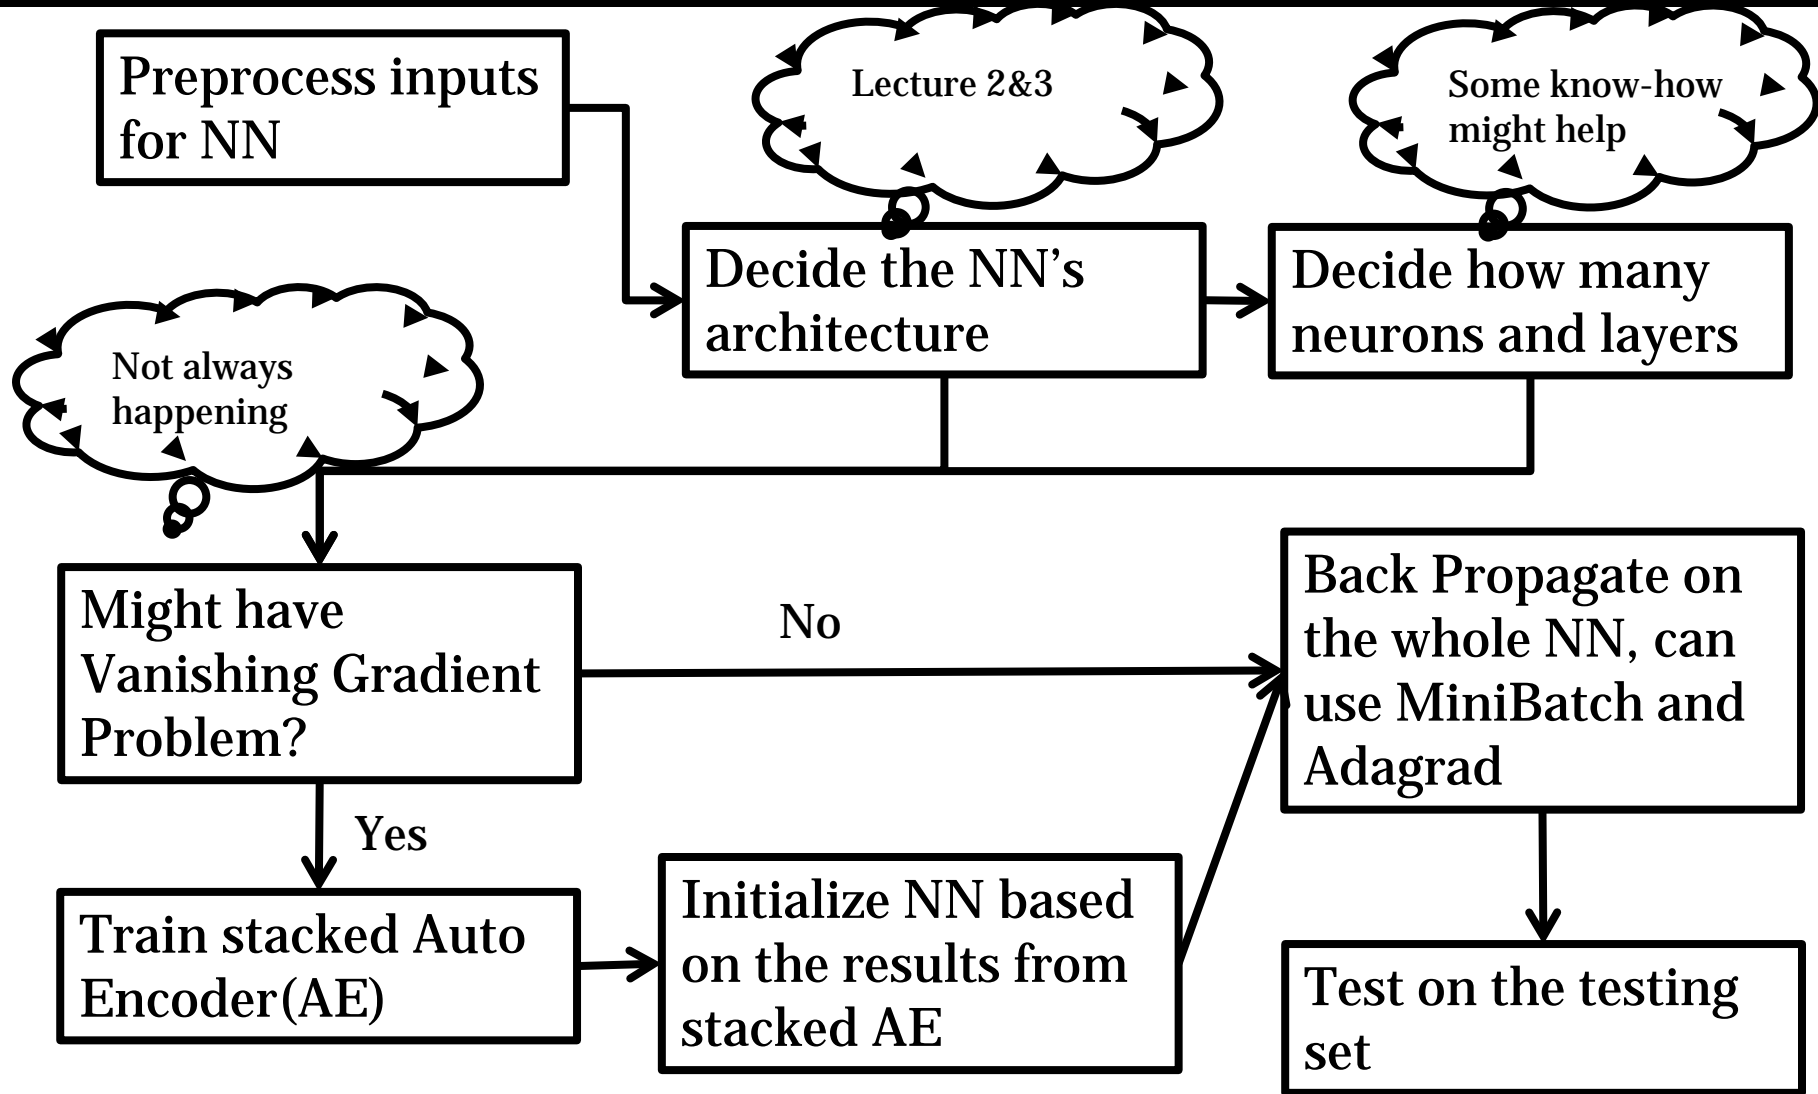 Preprocess inputs
for NN
Lecture 2&3
Some know-how
might help
Decide the NN’s
architecture
Decide how many
neurons and layers
Not always
happening
Might have
Vanishing Gradient
Problem?
No
Back Propagate on
the whole NN, can
use MiniBatch and
Adagrad
Yes
Train stacked Auto
Encoder(AE)
Initialize NN based
on the results from
stacked AE
Test on the testing
set